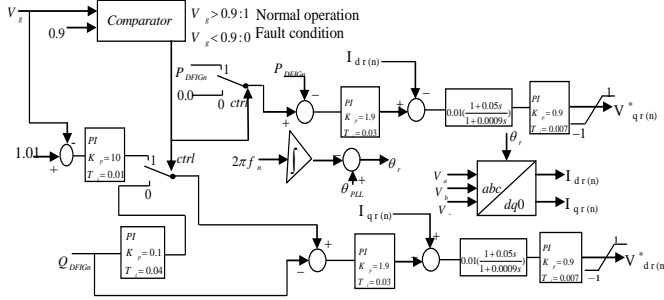 V_g
0.9
Comparator
V_g > 0.9 : 1 Normal operation
V_g < 0.9 : 0 Fault condition
P_DFIGn
1
0.0
0
ctrl
P_DFIGn
−
+
PI
K_p = 1.9
T_i = 0.03
I_dr(n)
+
−
0.01(1+0.05s / 1+0.0009s)
PI
K_p = 0.9
T_i = 0.007
1
−1
V*_qr(n)
1.01
+
-
PI
K_p = 10
T_i = 0.01
1
0
ctrl
2πf_n
∫
−
+
θ_PLL
θ_r
θ_r
V_a
V_b
abc
dq0
I_dr(n)
I_qr(n)
Q_DFIGn
PI
K_p = 0.1
T_i = 0.04
+
−
PI
K_p = 1.9
T_i = 0.03
I_qr(n)
+
-
0.01(1+0.05s / 1+0.0009s)
PI
K_p = 0.9
T_i = 0.007
1
−1
V*_dr(n)